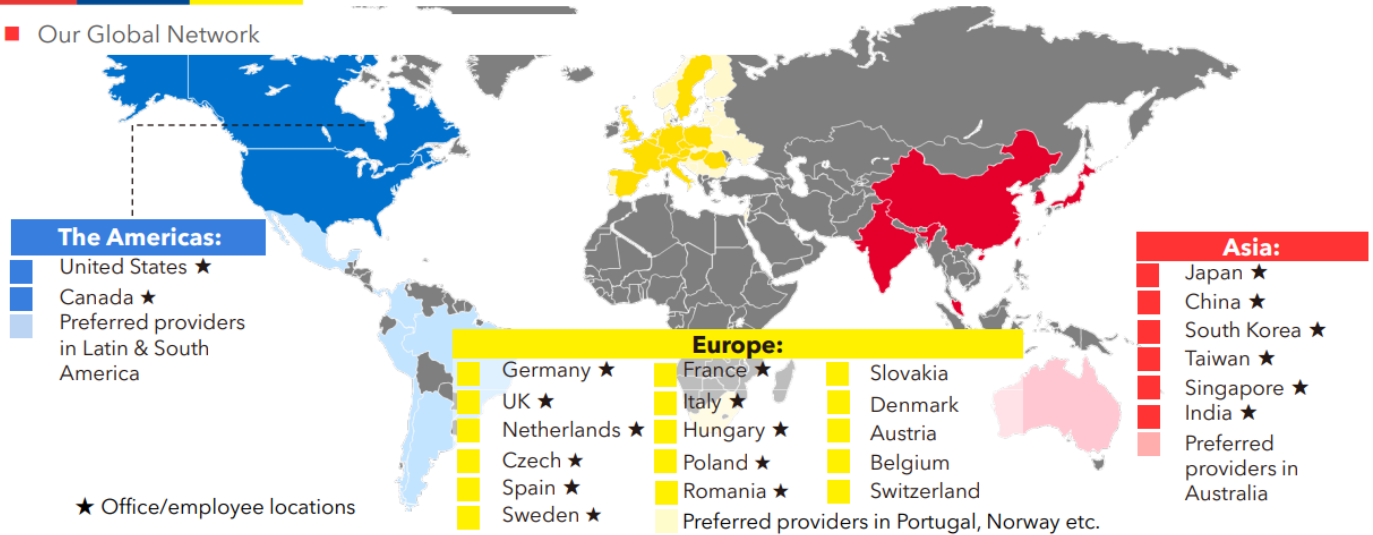 Our Global Network
The Americas:
United States ★
Canada ★
Preferred providers
in Latin & South
America
★ Office/employee locations
Europe:
Germany ★
UK ★
Netherlands ★
Czech ★
Spain ★
Sweden ★
France ★
Italy ★
Hungary ★
Poland ★
Romania ★
Preferred providers in Portugal, Norway etc.
Slovakia
Denmark
Austria
Belgium
Switzerland
Asia:
Japan ★
China ★
South Korea ★
Taiwan ★
Singapore ★
India ★
Preferred
providers in
Australia